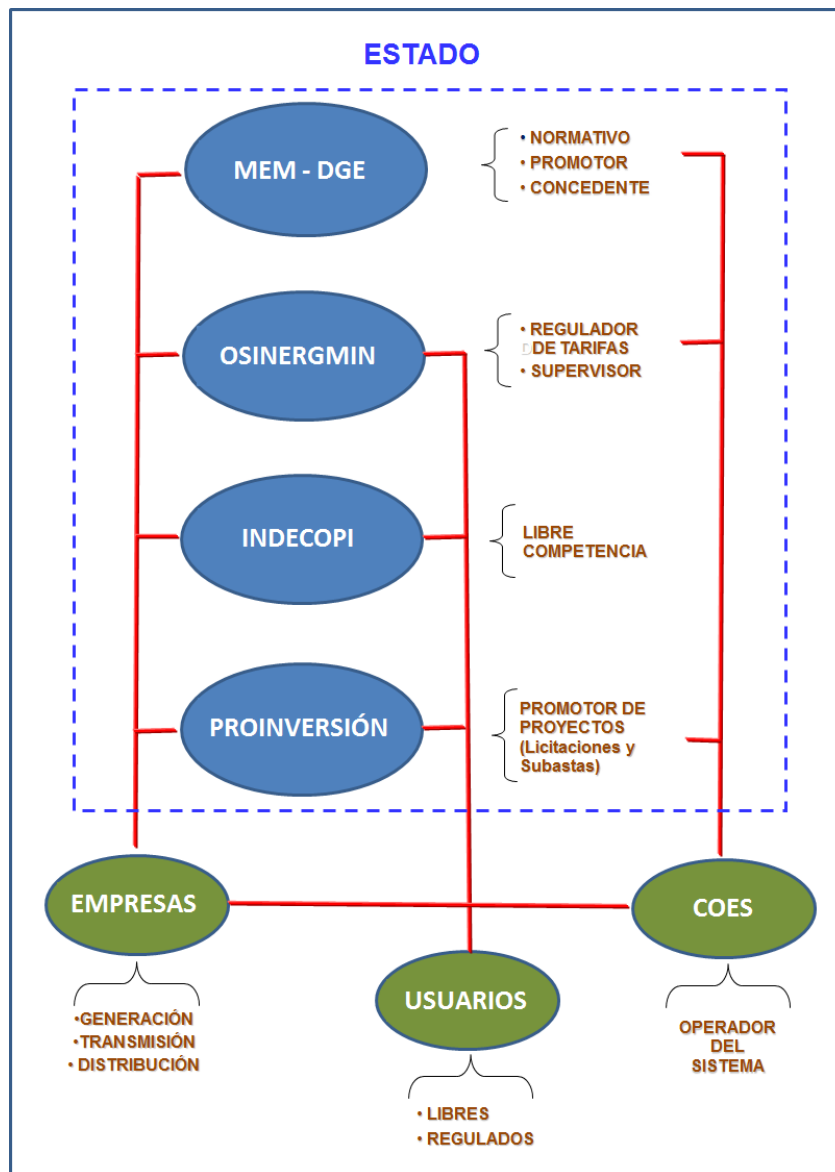 ESTADO
MEM - DGE
• NORMATIVO
• PROMOTOR
• CONCEDENTE
OSINERGMIN
• REGULADOR
DDE TARIFAS
• SUPERVISOR
INDECOPI
LIBRE
COMPETENCIA
PROINVERSIÓN
PROMOTOR DE
PROYECTOS
(Licitaciones y
Subastas)
EMPRESAS
•GENERACIÓN
•TRANSMISIÓN
• DISTRIBUCIÓN
USUARIOS
• LIBRES
• REGULADOS
COES
OPERADOR
DEL
SISTEMA